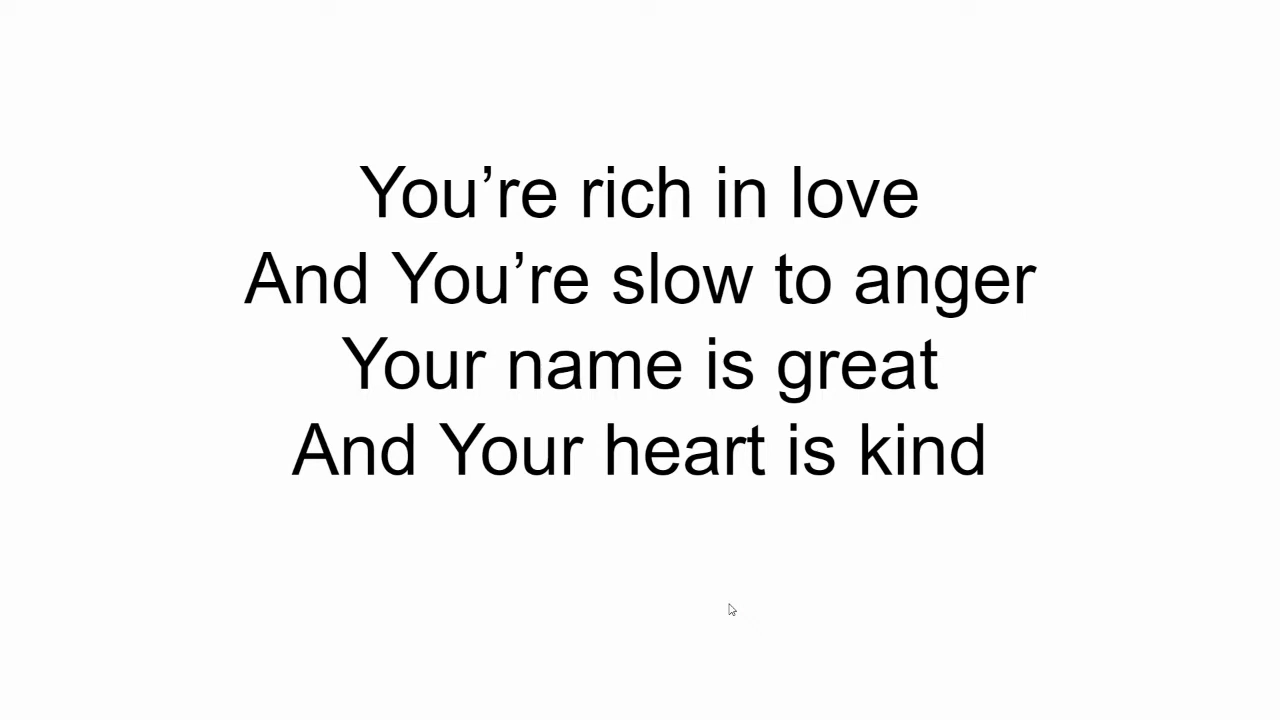 You’re rich in love
And You’re slow to anger
Your name is great
And Your heart is kind